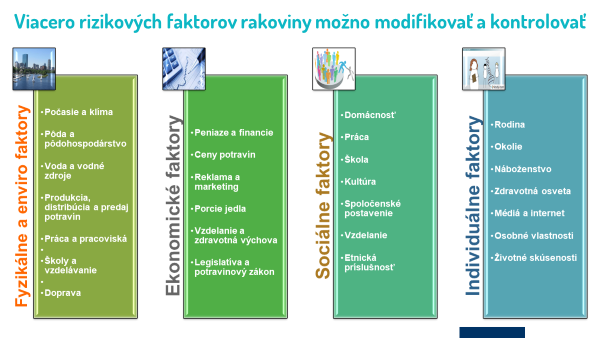 Viacero rizikových faktorov rakoviny možno modifikovať a kontrolovať
Fyzikálne a enviro faktory
•Počasie a klíma
•Pôda a
pôdohospodárstvo
•Voda a vodné
zdroje
•Produkcia,
distribúcia a predaj
potravín
•Práca a pracoviská
•
•Školy a
vzdelávanie
•
•Doprava
Ekonomické faktory
•Peniaze a financie
•Ceny potravín
•Reklama a
marketing
•Porcie jedla
•Vzdelanie a
zdravotná výchova
•Legislatíva a
potravinový zákon
Sociálne faktory
•Domácnosť
•Práca
•Škola
•Kultúra
•Spoločenské
postavenie
•Vzdelanie
•Etnická
príslušnosť
Individuálne faktory
•Rodina
•Okolie
•Náboženstvo
•Zdravotná osveta
•Médiá a internet
•Osobné vlastnosti
•Životné skúsenosti